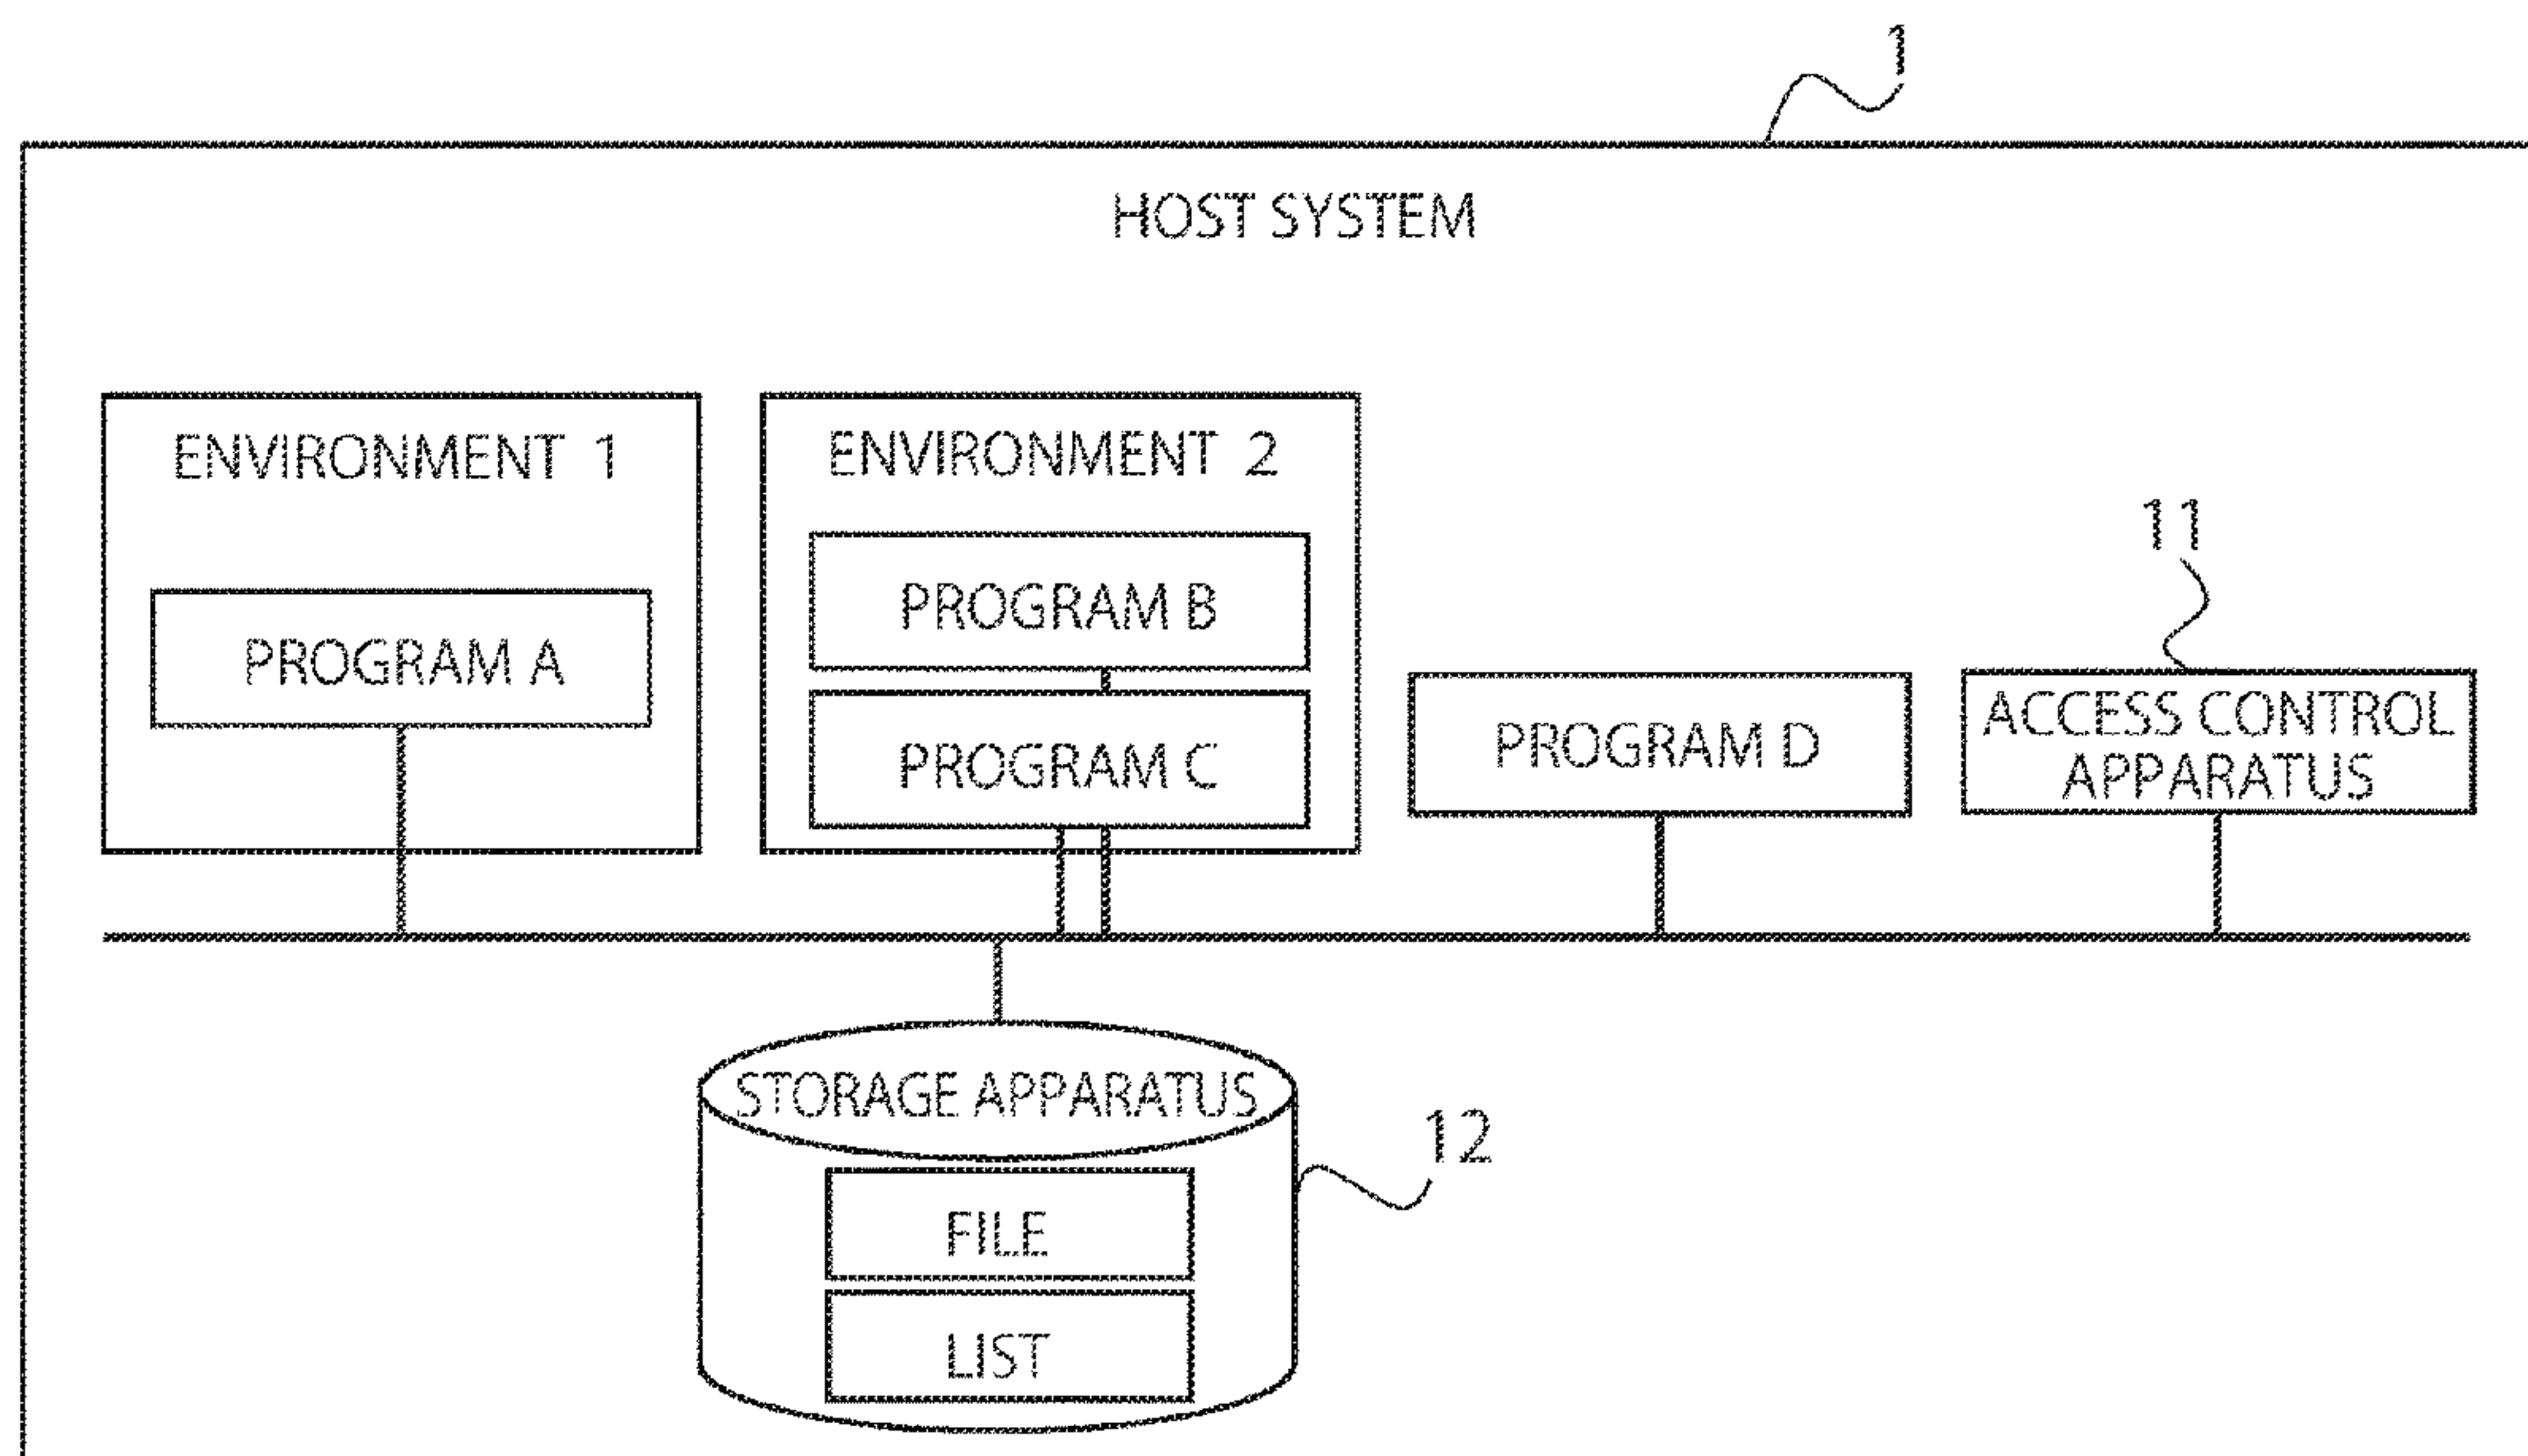 1
HOST SYSTEM
ENVIRONMENT 1
PROGRAM A
ENVIRONMENT 2
PROGRAM B
PROGRAM C
PROGRAM D
11
ACCESS CONTROL
APPARATUS
STORAGE APPARATUS
12
FILE
LIST